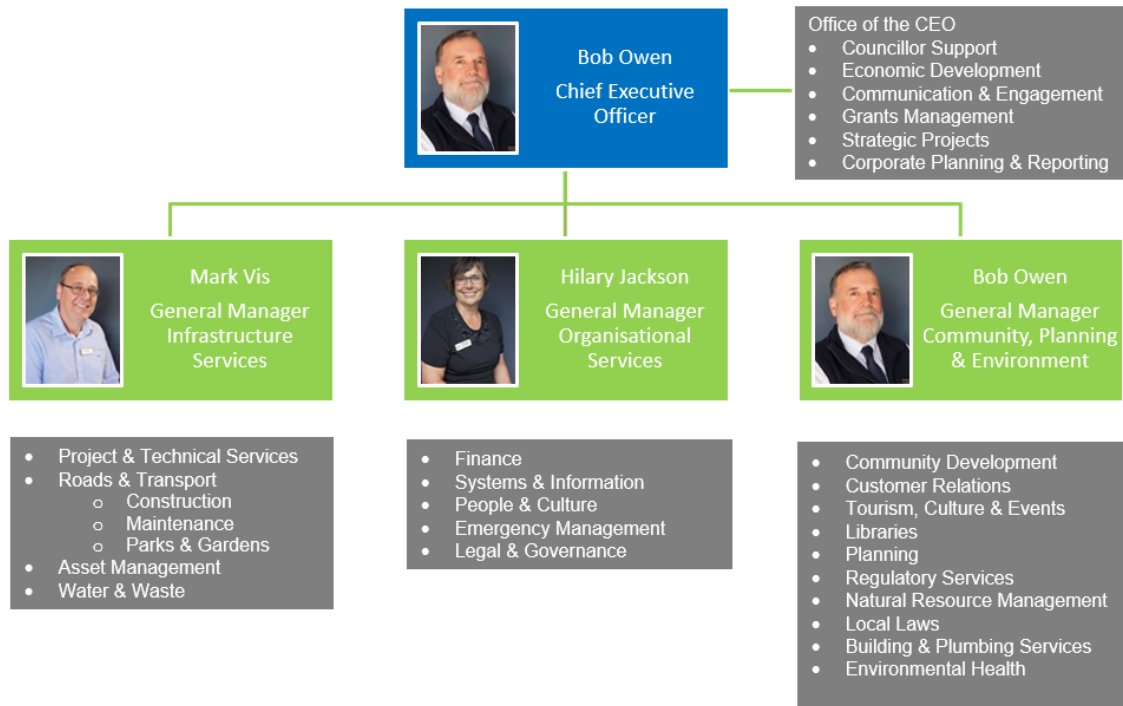 Bob Owen
Chief Executive
Officer
Office of the CEO
• Councillor Support
• Economic Development
• Communication & Engagement
• Grants Management
• Strategic Projects
• Corporate Planning & Reporting
Mark Vis
General Manager
Infrastructure
Services
Hilary Jackson
General Manager
Organisational
Services
Bob Owen
General Manager
Community, Planning
& Environment
• Project & Technical Services
• Roads & Transport
o Construction
o Maintenance
o Parks & Gardens
• Asset Management
• Water & Waste
• Finance
• Systems & Information
• People & Culture
• Emergency Management
• Legal & Governance
• Community Development
• Customer Relations
• Tourism, Culture & Events
• Libraries
• Planning
• Regulatory Services
• Natural Resource Management
• Local Laws
• Building & Plumbing Services
• Environmental Health